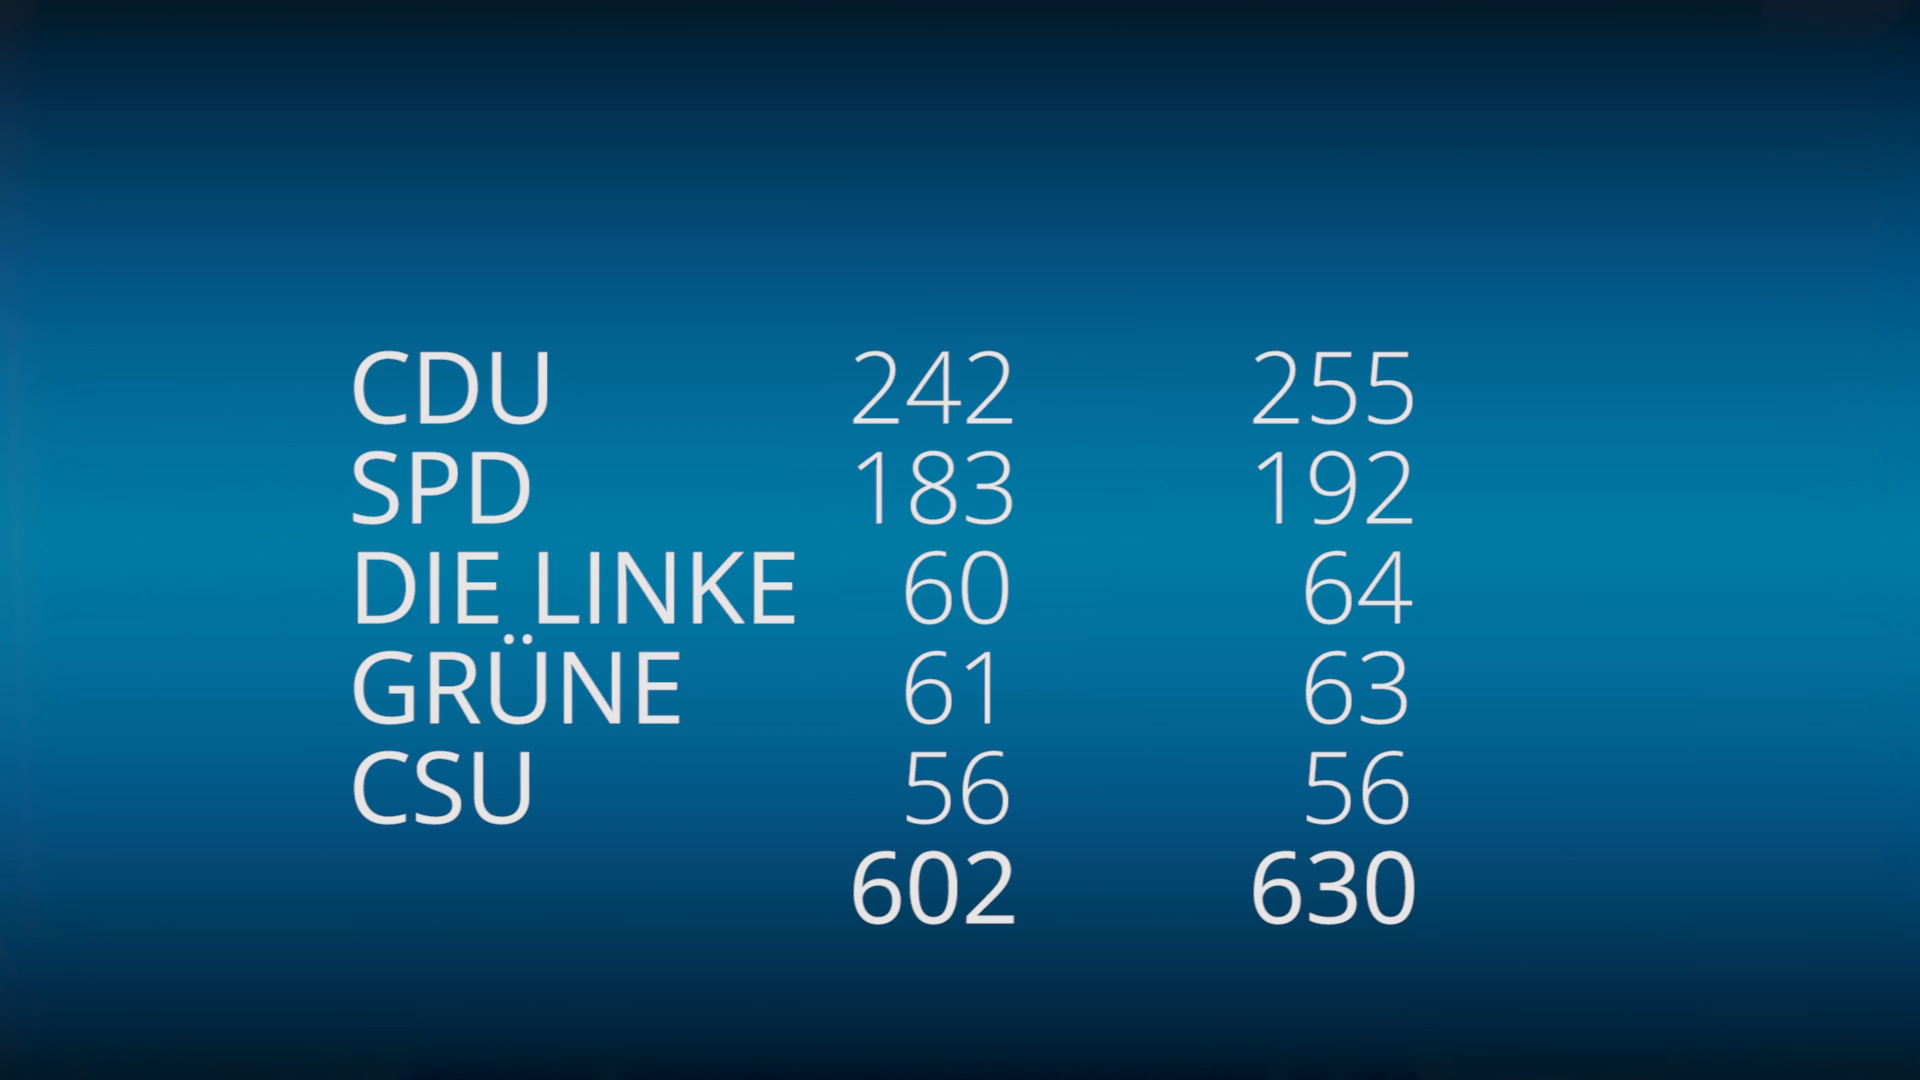 CDU 242 255
SPD 183 192
DIE LINKE 60 64
GRÜNE 61 63
CSU 56 56
602 630